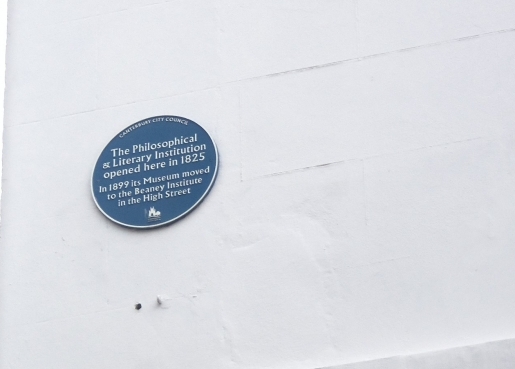 CANTERBURY CITY COUNCIL
The Philosophical
& Literary Institution
opened here in 1825
In 1899 its Museum moved
to the Beaney Institute
in the High Street